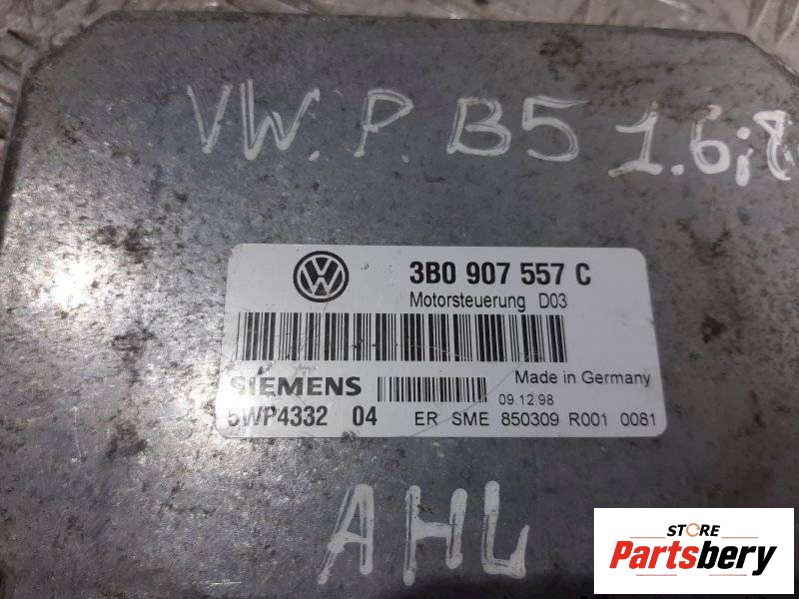 VW. P. B5 1.6i
3B0 907 557 C
Motorsteuerung D03
SIEMENS
Made in Germany
09.12.98
5WP4332 04
ER SME 850309 R001 0081
AHL
STORE
Partsbery